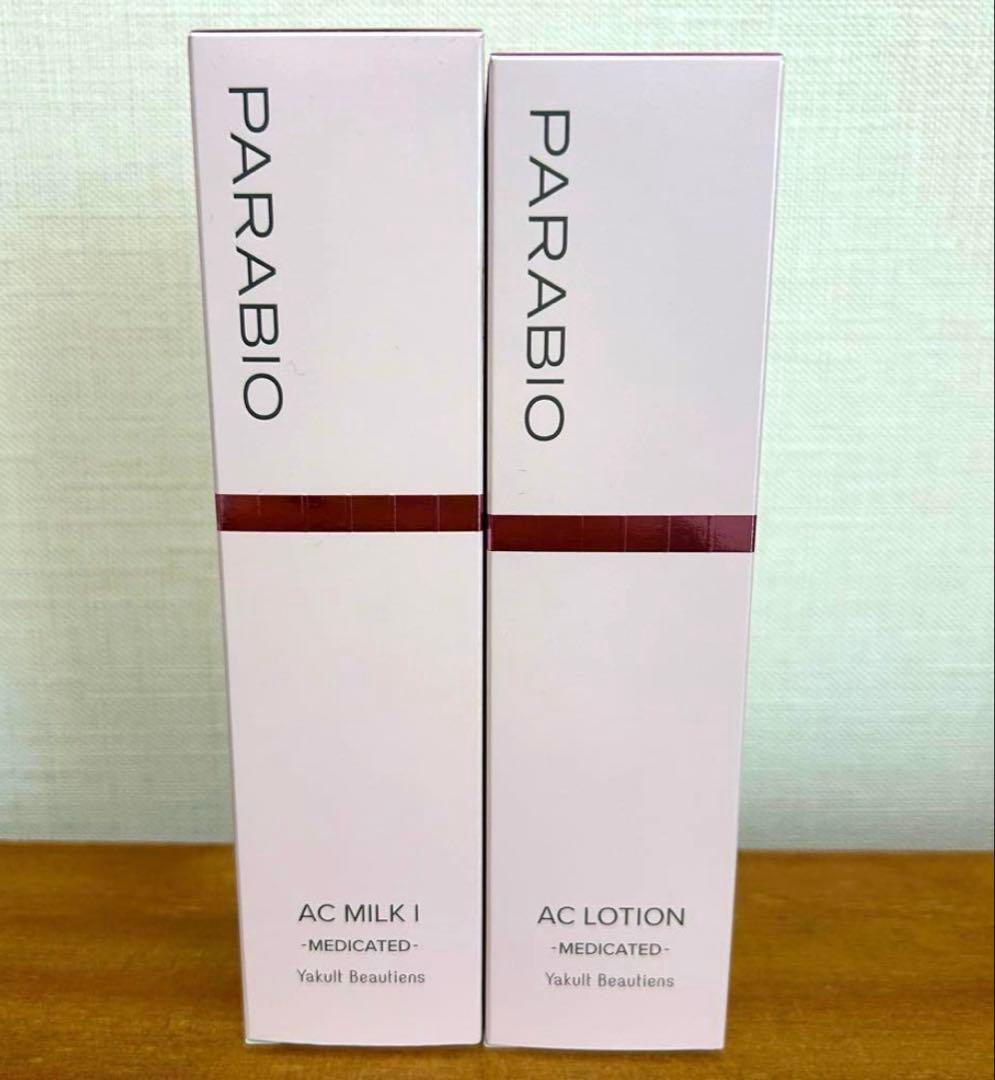 PARABIO
AC MILK I
-MEDICATED-
Yakult Beautiens
PARABIO
AC LOTION
-MEDICATED-
Yakult Beautiens